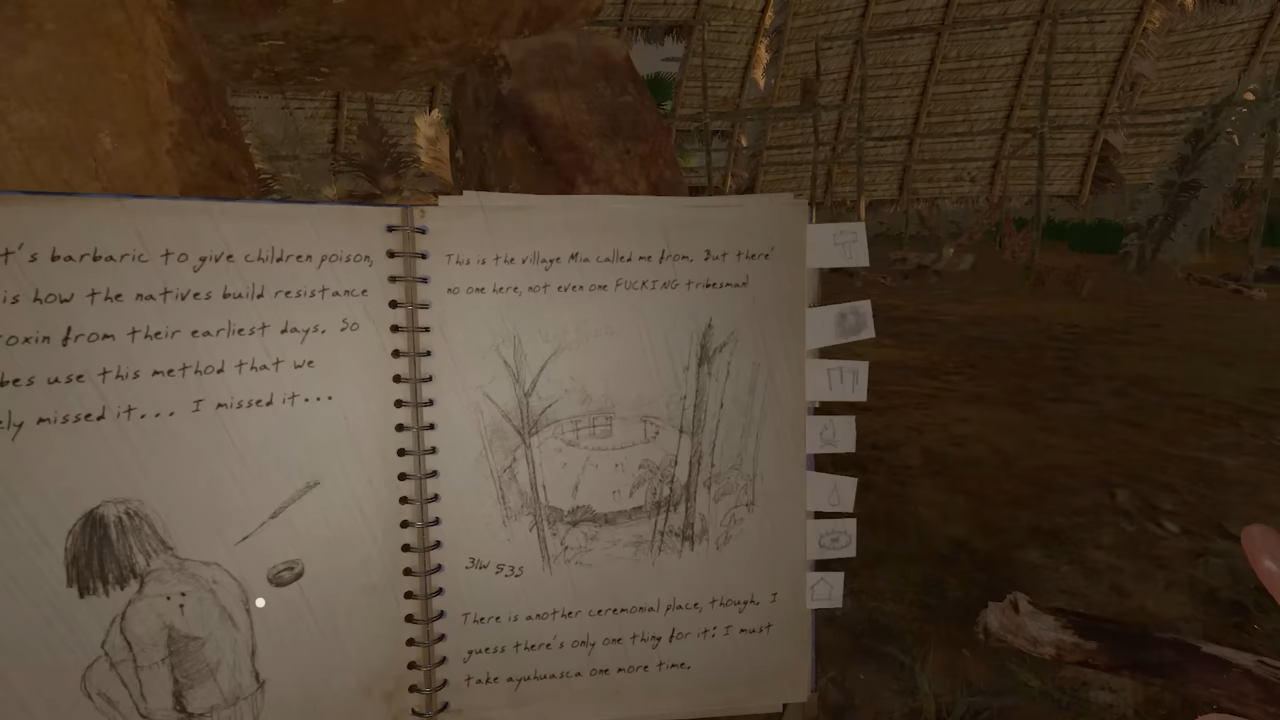 t's barbaric to give children poison,
is how the natives build resistance
oxin from their earliest days. So
bes use this method that we
ly missed it... I missed it...
This is the village Mia called me from. But there'
no one here, not even one FUCKING tribesman!
31W 53S
There is another ceremonial place, though. I
guess there's only one thing for it: I must
take ayuhuasca one more time.